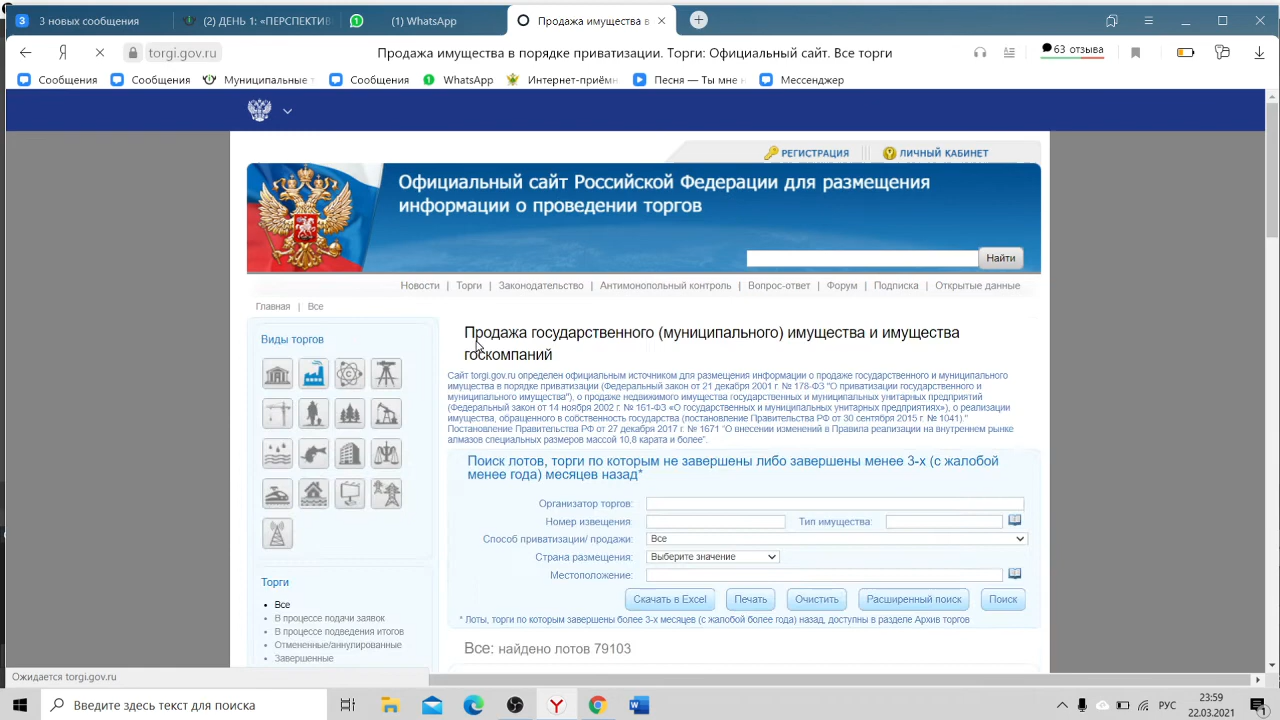 3 3 новых сообщения
(2) ДЕНЬ 1: «ПЕРСПЕКТИВ
(1) WhatsApp
Продажа имущества в
torgi.gov.ru
Продажа имущества в порядке приватизации. Торги: Официальный сайт. Все торги
63 отзыва
Сообщения
Сообщения
Муниципальные т
Сообщения
WhatsApp
Интернет-приём
Песня — Ты мне н
Мессенджер
РЕГИСТРАЦИЯ
ЛИЧНЫЙ КАБИНЕТ
Официальный сайт Российской Федерации для размещения
информации о проведении торгов
Найти
Новости | Торги | Законодательство | Антимонопольный контроль | Вопрос-ответ | Форум | Подписка | Открытые данные
Главная | Все
Виды торгов
Продажа государственного (муниципального) имущества и имущества
госкомпаний
Сайт torgi.gov.ru определен официальным источником для размещения информации о продаже государственного и муниципального
имущества в порядке приватизации (Федеральный закон от 21 декабря 2001 г. № 178-ФЗ "О приватизации государственного и
муниципального имущества"), о продаже недвижимого имущества государственных и муниципальных унитарных предприятий
(Федеральный закон от 14 ноября 2002 г. № 161-ФЗ «О государственных и муниципальных унитарных предприятиях»), о реализации
имущества, обращенного в собственность государства (постановление Правительства РФ от 30 сентября 2015 г. № 1041)."
Постановление Правительства РФ от 27 декабря 2017 г. № 1671 "О внесении изменений в Правила реализации на внутреннем рынке
алмазов специальных размеров массой 10,8 карата и более".
Поиск лотов, торги по которым не завершены либо завершены менее 3-х (с жалобой
менее года) месяцев назад*
Организатор торгов:
Номер извещения:
Тип имущества:
Способ приватизации/ продажи: Все
Страна размещения: Выберите значение
Местоположение:
Скачать в Excel
Печать
Очистить
Расширенный поиск
Поиск
* Лоты, торги по которым завершены более 3-х месяцев (с жалобой более года) назад, доступны в разделе Архив торгов
Все: найдено лотов 79103
Торги
Все
В процессе подачи заявок
В процессе подведения итогов
Отмененные/аннулированные
Завершенные
Ожидается torgi.gov.ru
Введите здесь текст для поиска
РУС
23:59
22.03.2021
1